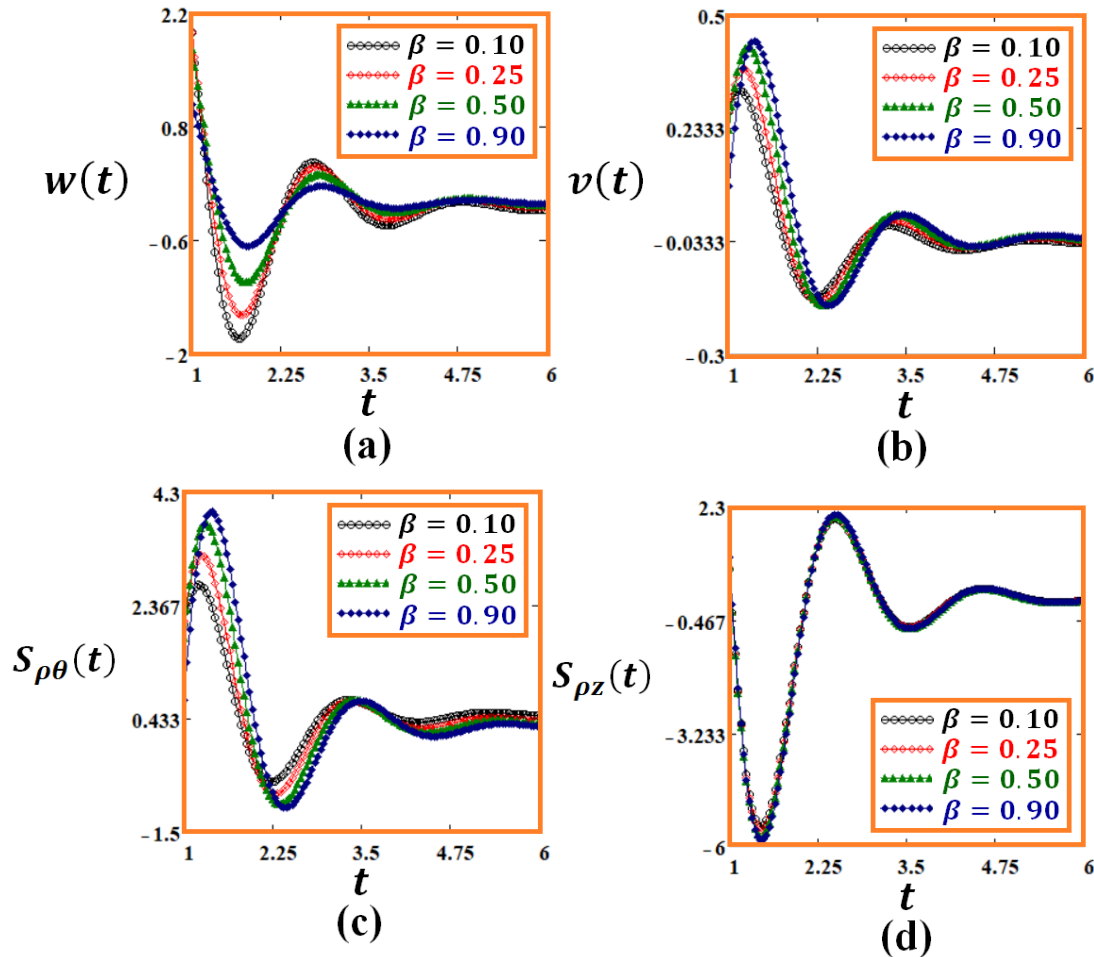 2.2
0.8
-0.6
-2
w(t)
β = 0.10
β = 0.25
β = 0.50
β = 0.90
1 2.25 3.5 4.75 6
t
(a)
0.5
0.2333
-0.0333
-0.3
v(t)
β = 0.10
β = 0.25
β = 0.50
β = 0.90
1 2.25 3.5 4.75 6
t
(b)
4.3
2.367
0.433
-1.5
Sρθ(t)
β = 0.10
β = 0.25
β = 0.50
β = 0.90
1 2.25 3.5 4.75 6
t
(c)
2.3
-0.467
-3.233
-6
Sρz(t)
β = 0.10
β = 0.25
β = 0.50
β = 0.90
1 2.25 3.5 4.75 6
t
(d)